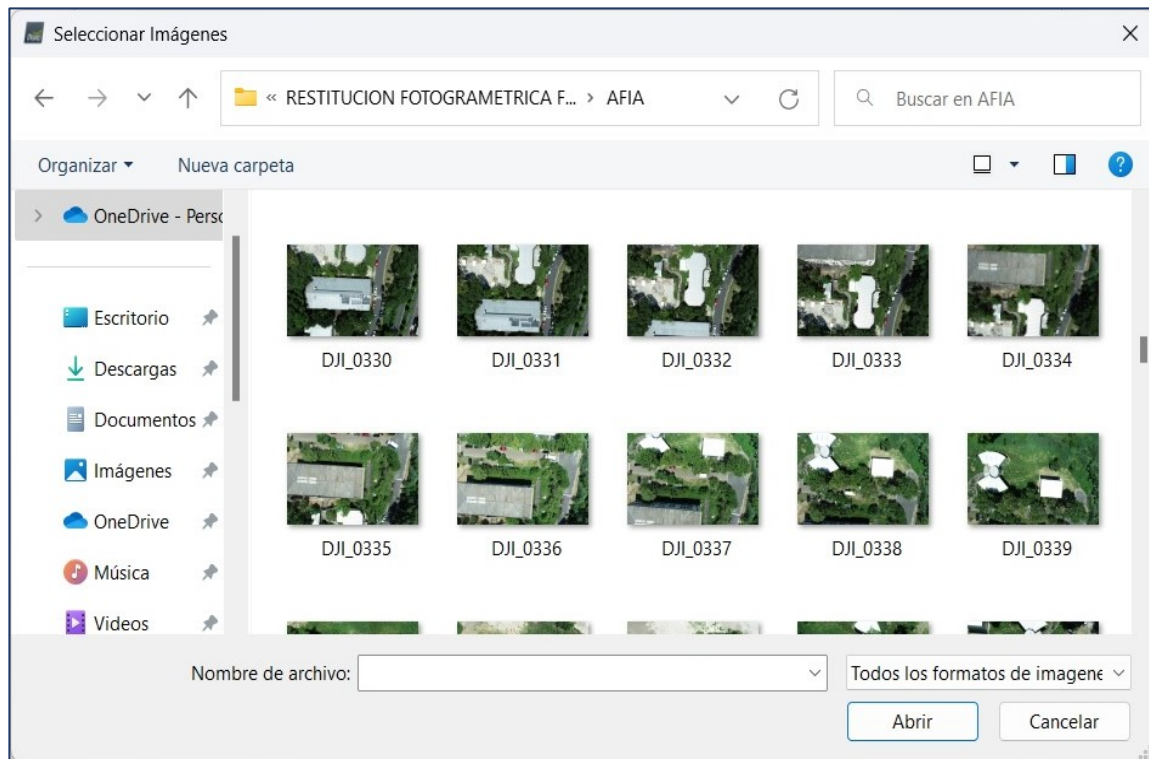 Seleccionar Imágenes
« RESTITUCION FOTOGRAMETRICA F... › AFIA
Buscar en AFIA
Organizar
Nueva carpeta
OneDrive - Perso
Escritorio
Descargas
Documentos
Imágenes
OneDrive
Música
Videos
DJI_0330
DJI_0331
DJI_0332
DJI_0333
DJI_0334
DJI_0335
DJI_0336
DJI_0337
DJI_0338
DJI_0339
Nombre de archivo:
Todos los formatos de imagene
Abrir
Cancelar